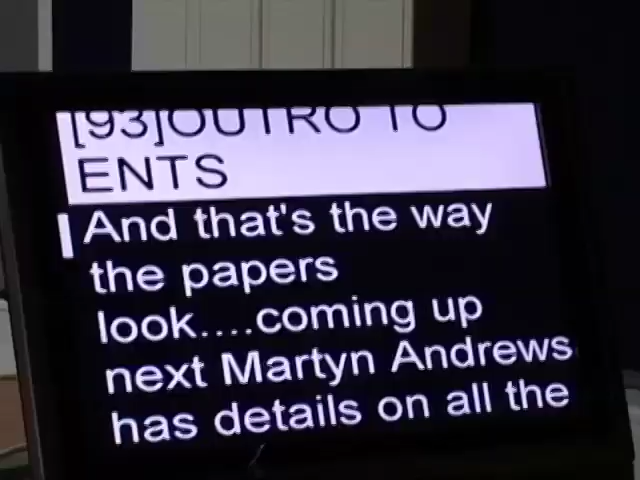 [93]OUTRO TO
ENTS
And that's the way
the papers
look....coming up
next Martyn Andrews
has details on all the